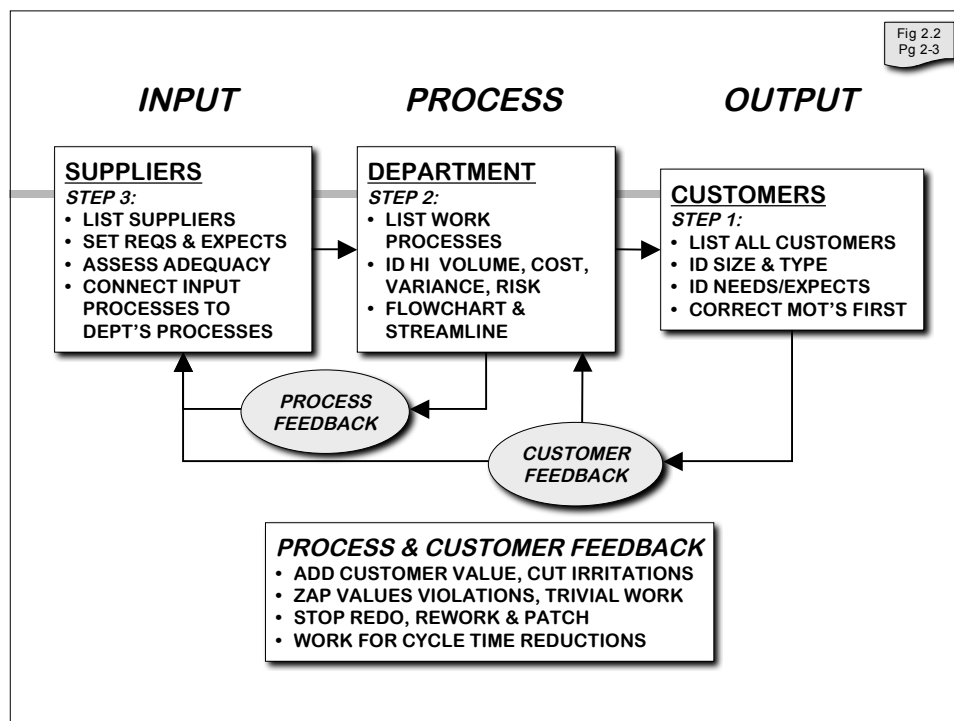 Fig 2.2
Pg 2-3
INPUT
PROCESS
OUTPUT
SUPPLIERS
STEP 3:
• LIST SUPPLIERS
• SET REQS & EXPECTS
• ASSESS ADEQUACY
• CONNECT INPUT
PROCESSES TO
DEPT'S PROCESSES
DEPARTMENT
STEP 2:
• LIST WORK
PROCESSES
• ID HI VOLUME, COST,
VARIANCE, RISK
• FLOWCHART &
STREAMLINE
CUSTOMERS
STEP 1:
• LIST ALL CUSTOMERS
• ID SIZE & TYPE
• ID NEEDS/EXPECTS
• CORRECT MOT'S FIRST
PROCESS
FEEDBACK
CUSTOMER
FEEDBACK
PROCESS & CUSTOMER FEEDBACK
• ADD CUSTOMER VALUE, CUT IRRITATIONS
• ZAP VALUES VIOLATIONS, TRIVIAL WORK
• STOP REDO, REWORK & PATCH
• WORK FOR CYCLE TIME REDUCTIONS